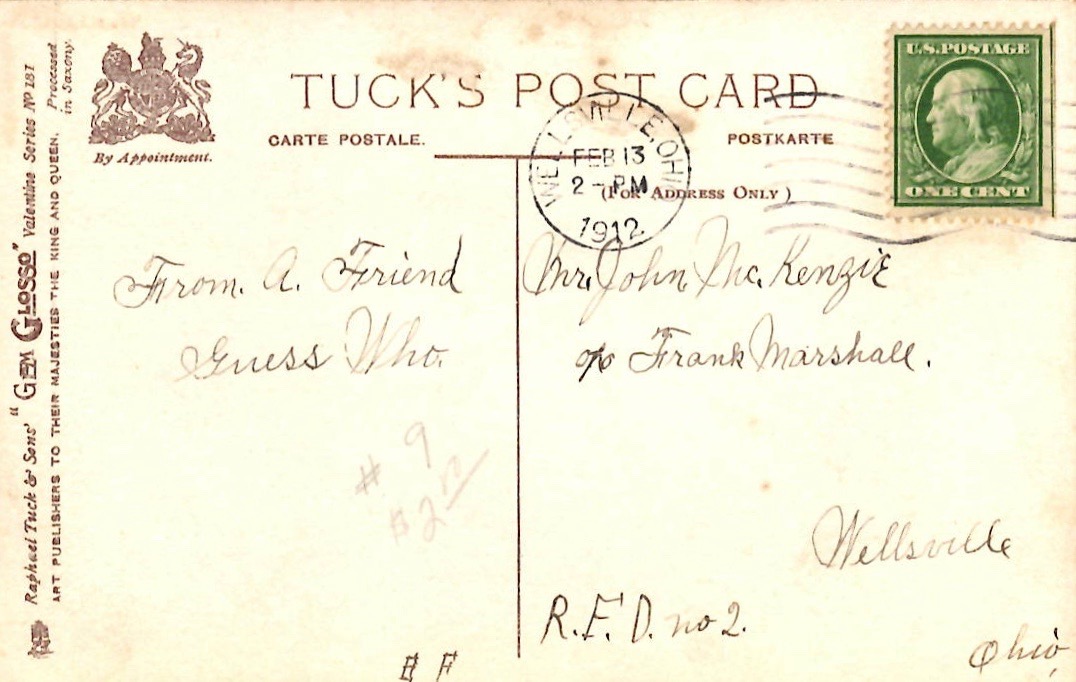 TUCK'S POST CARD
CARTE POSTALE.
POSTKARTE
(FOR ADDRESS ONLY)
By Appointment.
Raphael Tuck & Sons' "GEM GLOSSO" Valentine Series No 181 Processed in Saxony.
ART PUBLISHERS TO THEIR MAJESTIES THE KING AND QUEEN.
U.S. POSTAGE
ONE CENT
WELLSVILLE, OHIO
FEB 13
2 - PM
1912
From. A. Friend
Guess Who.
# 9
$2
Mr. John Mc. Kenzie
c/o Frank Marshall.
Wellsville
R.F.D. no 2.
Ohio,